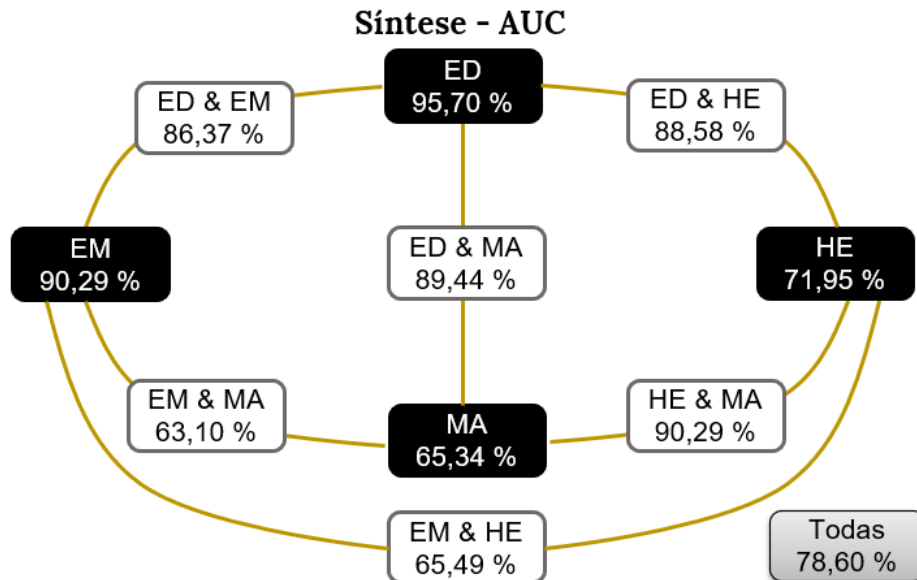 Síntese - AUC
ED
95,70 %
ED & EM
86,37 %
ED & HE
88,58 %
EM
90,29 %
ED & MA
89,44 %
HE
71,95 %
EM & MA
63,10 %
MA
65,34 %
HE & MA
90,29 %
EM & HE
65,49 %
Todas
78,60 %